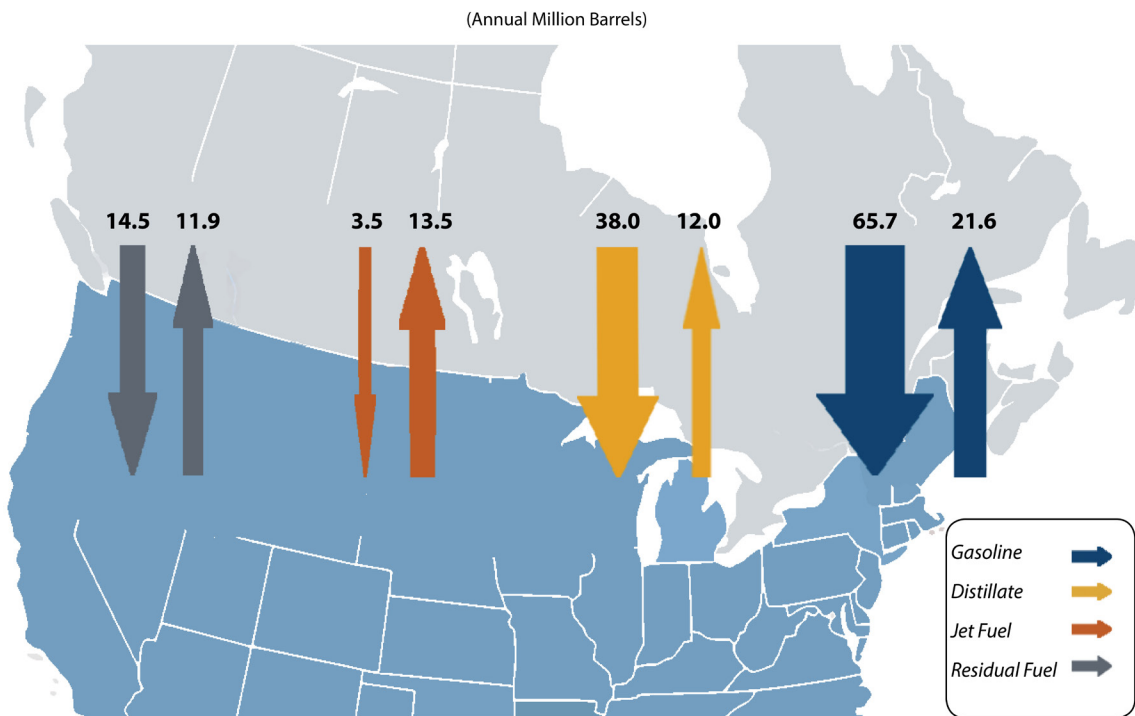 (Annual Million Barrels)
14.5 11.9 3.5 13.5 38.0 12.0 65.7 21.6
Gasoline
Distillate
Jet Fuel
Residual Fuel